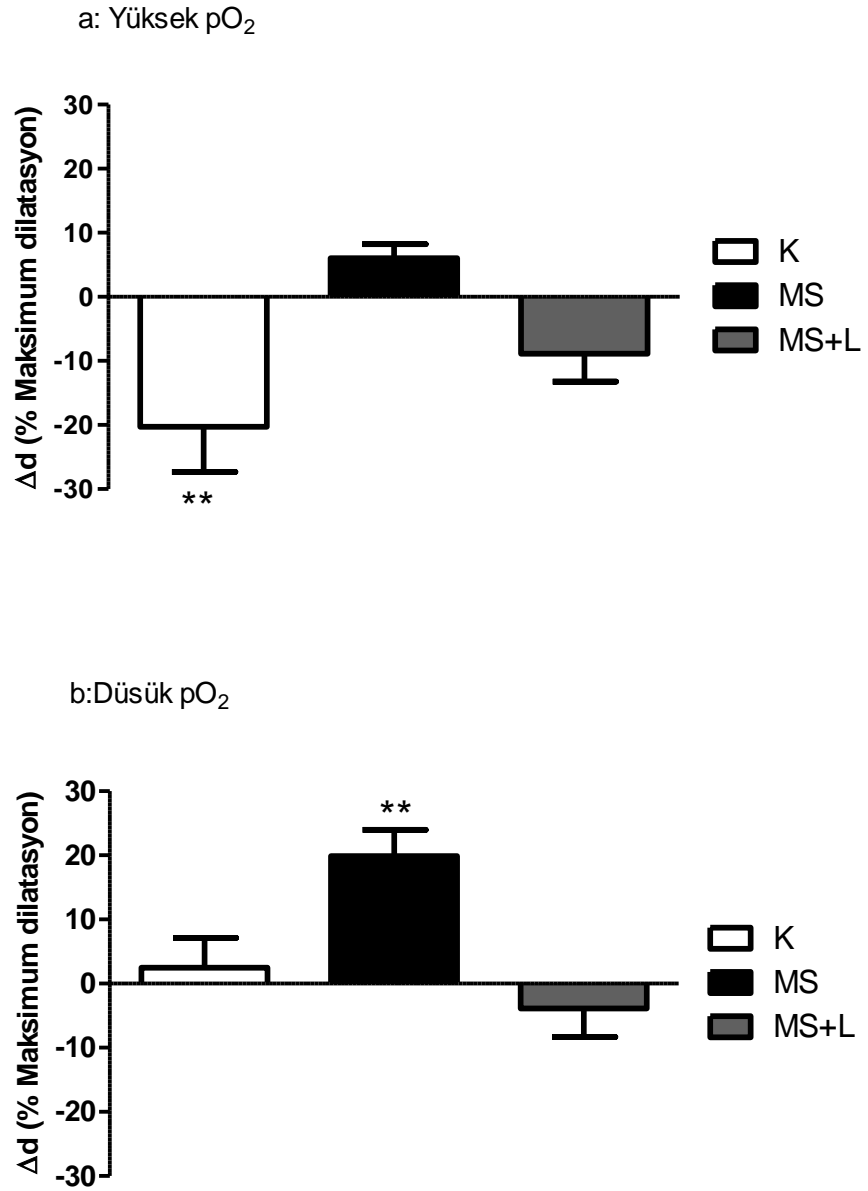 a: Yüksek pO2
Δd (% Maksimum dilatasyon)
30
20
10
0
-10
-20
-30
**
K
MS
MS+L
b:Düsük pO2
Δd (% Maksimum dilatasyon)
30
20
10
0
-10
-20
-30
**
K
MS
MS+L